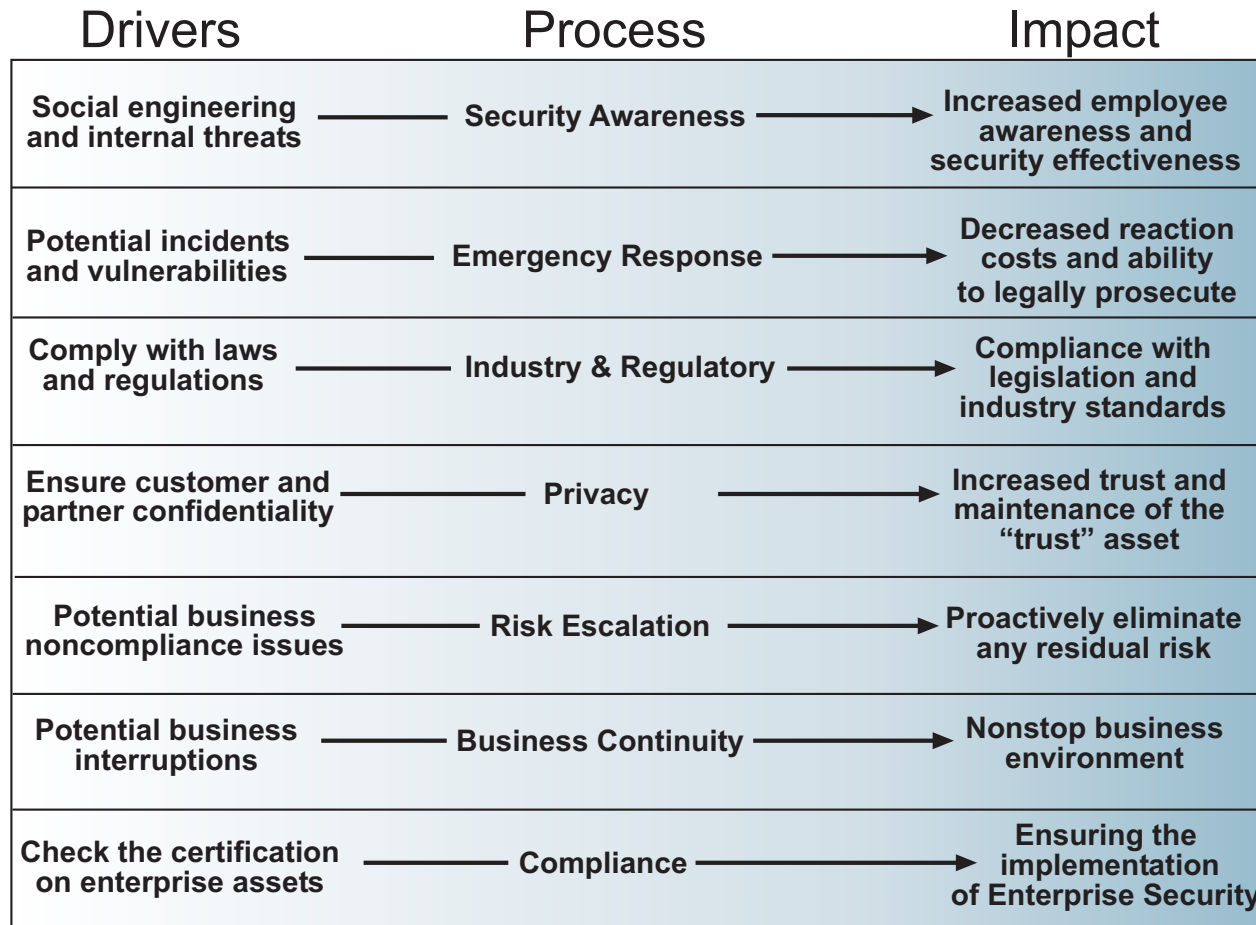 Drivers Process Impact
Social engineering
and internal threats
Security Awareness
Increased employee
awareness and
security effectiveness
Potential incidents
and vulnerabilities
Emergency Response
Decreased reaction
costs and ability
to legally prosecute
Comply with laws
and regulations
Industry & Regulatory
Compliance with
legislation and
industry standards
Ensure customer and
partner confidentiality
Privacy
Increased trust and
maintenance of the
“trust” asset
Potential business
noncompliance issues
Risk Escalation
Proactively eliminate
any residual risk
Potential business
interruptions
Business Continuity
Nonstop business
environment
Check the certification
on enterprise assets
Compliance
Ensuring the
implementation
of Enterprise Security